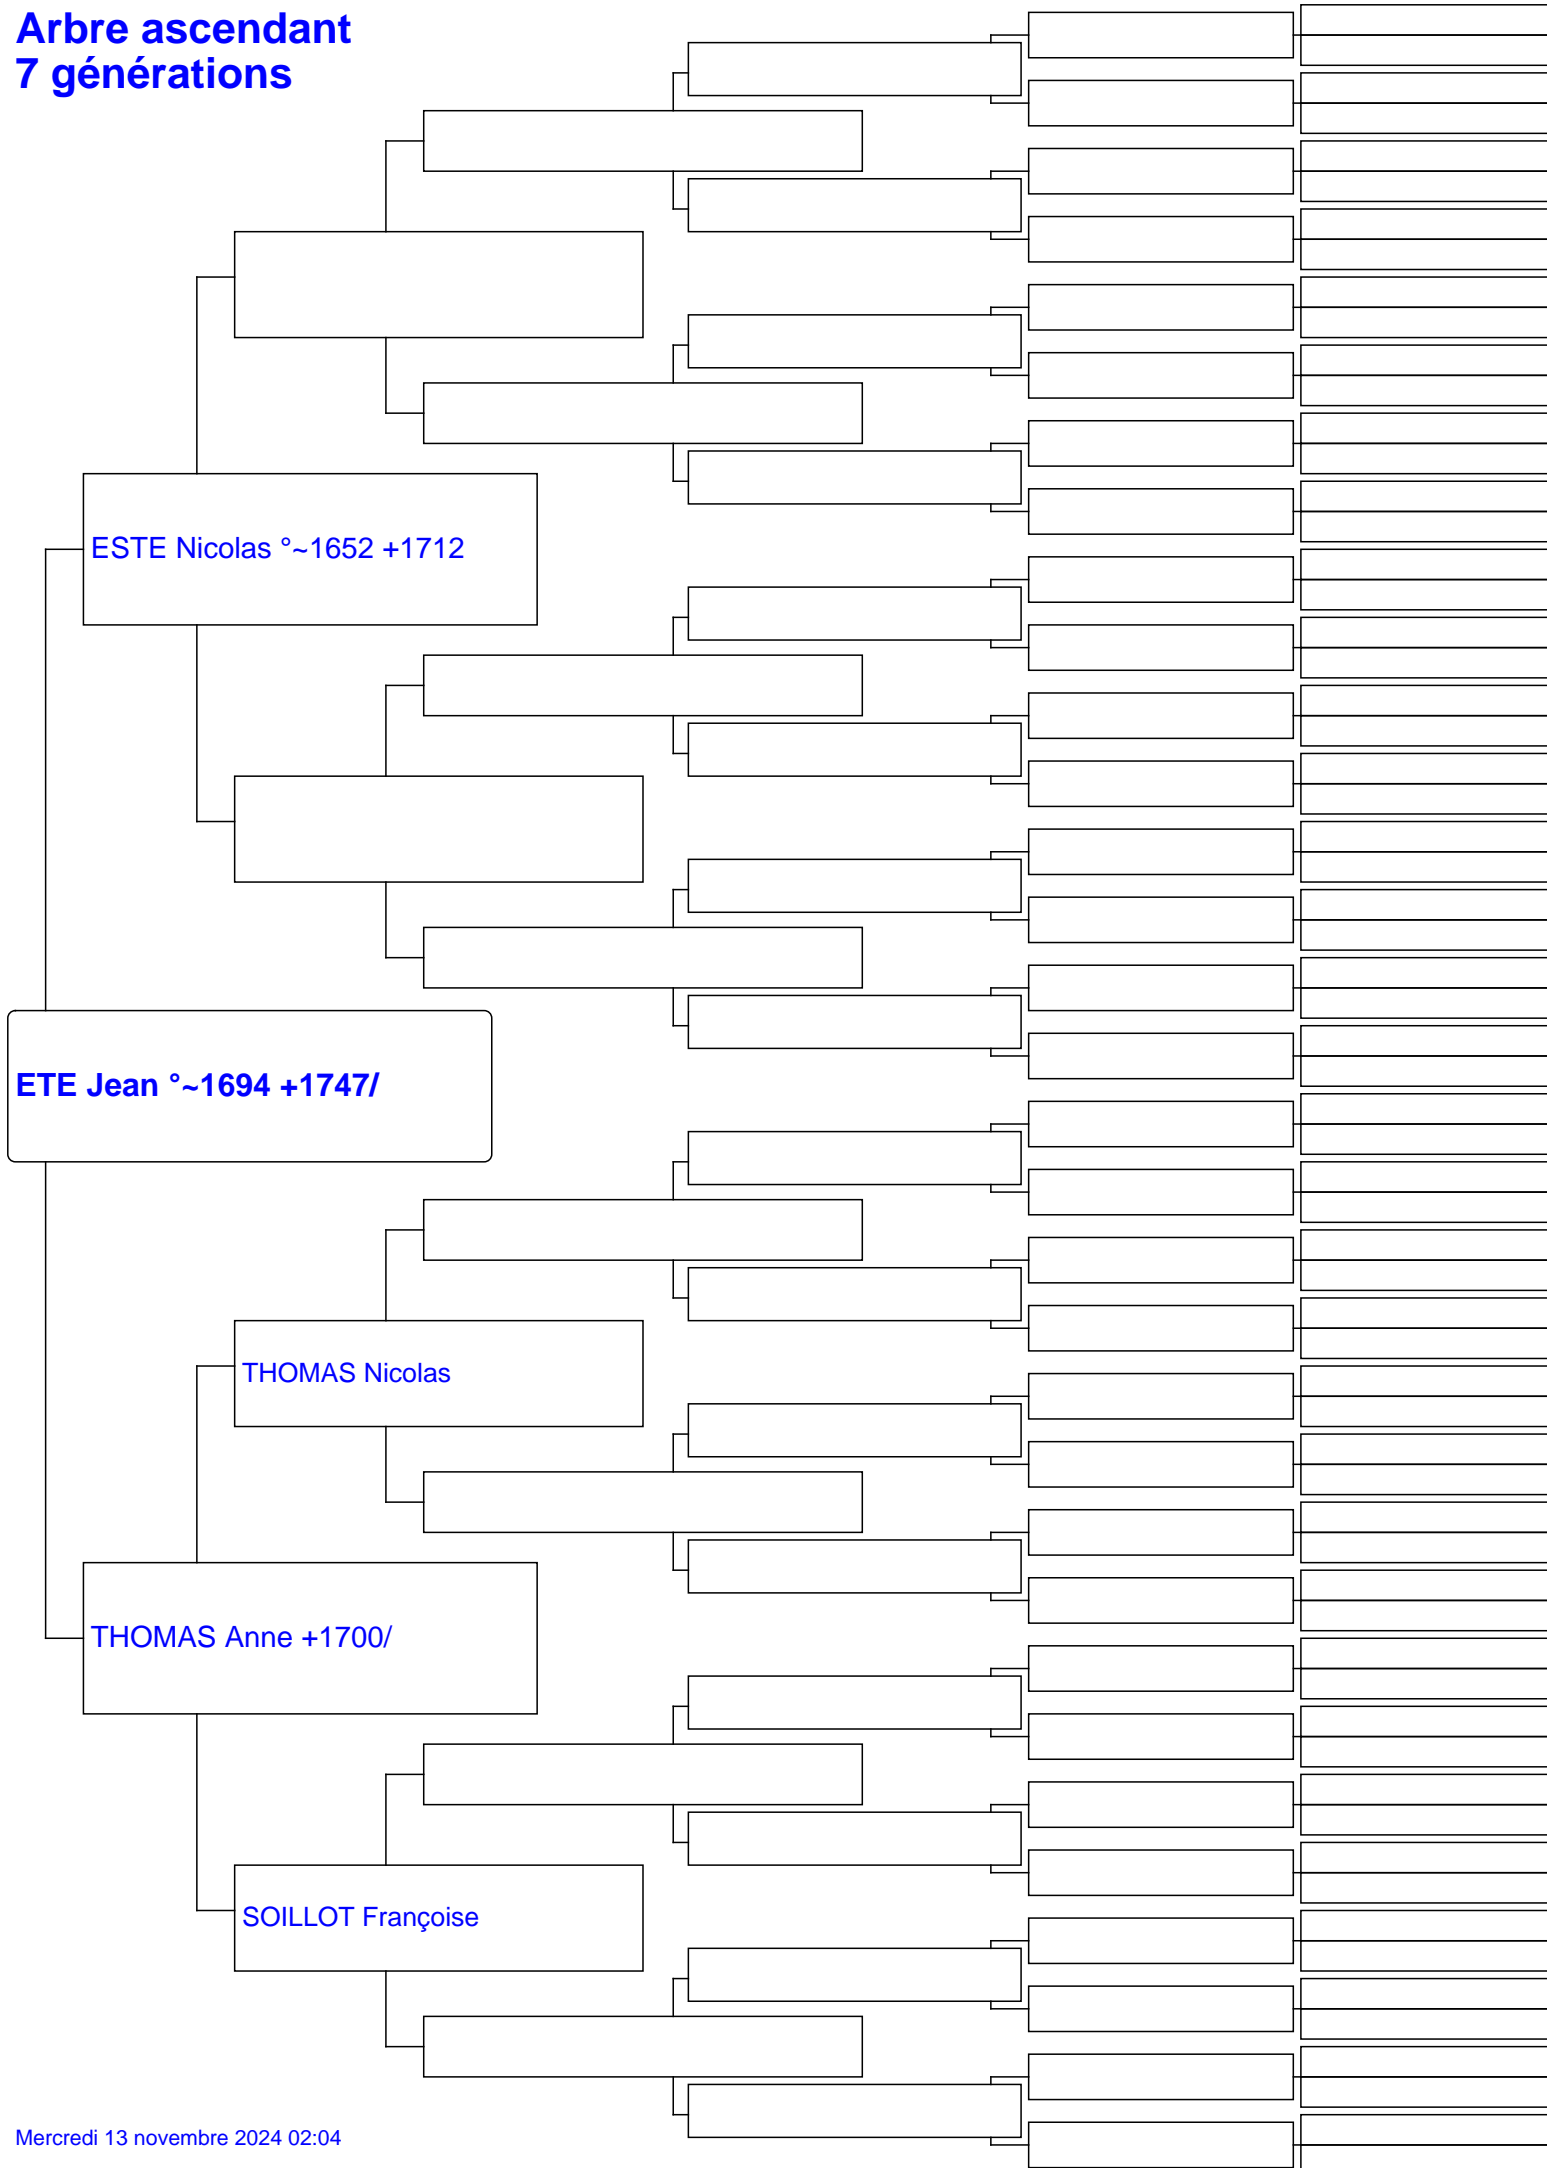 Arbre ascendant
7 générations
ESTE Nicolas °~1652 +1712
ETE Jean °~1694 +1747/
THOMAS Nicolas
THOMAS Anne +1700/
SOILLOT Françoise
Mercredi 13 novembre 2024 02:04